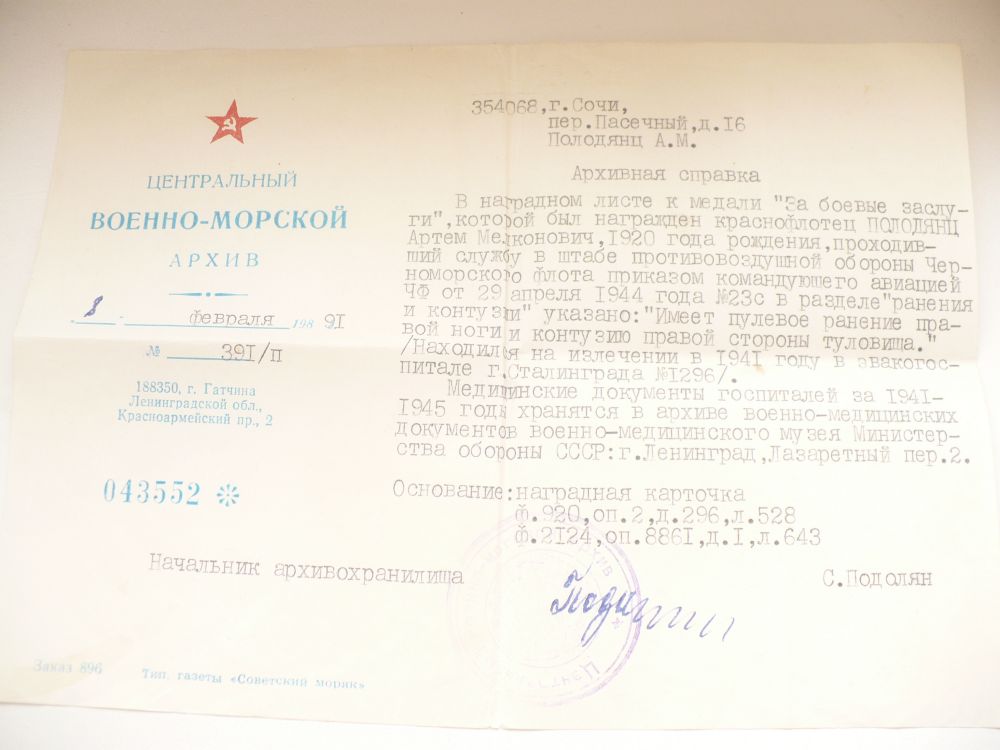 ЦЕНТРАЛЬНЫЙ
ВОЕННО-МОРСКОЙ
АРХИВ
8 - февраля 198 91
№ 391/п
188350, г. Гатчина
Ленинградской обл.,
Красноармейский пр., 2
043552
354068, г.Сочи,
пер.Пасечный,д.16
Полодянц А.М.
Архивная справка
В наградном листе к медали "За боевые заслу-
ги",которой был награжден краснофлотец ПОЛОДЯНЦ
Артем Мелконович,1920 года рождения,проходив-
ший службу в штабе противовоздушной обороны Чер-
номорского флота приказом командующего авиацией
ЧФ от 29 апреля 1944 года №23с в разделе"ранения
и контузии" указано:"Имеет пулевое ранение пра-
вой ноги и контузию правой стороны туловища."
/Находился на излечении в 1941 году в эвакогос-
питале г.Сталинграда №1296/.
Медицинские документы госпиталей за 1941-
1945 годы хранятся в архиве военно-медицинских
документов военно-медицинского музея Министер-
ства обороны СССР:г.Ленинград,Лазаретный пер.2.
Основание:наградная карточка
ф.920,оп.2,д.296,л.528
ф.2124,оп.8861,д.1,л.643
Начальник архивохранилища
С.Подолян
Заказ 896
Тип. газеты «Советский моряк»